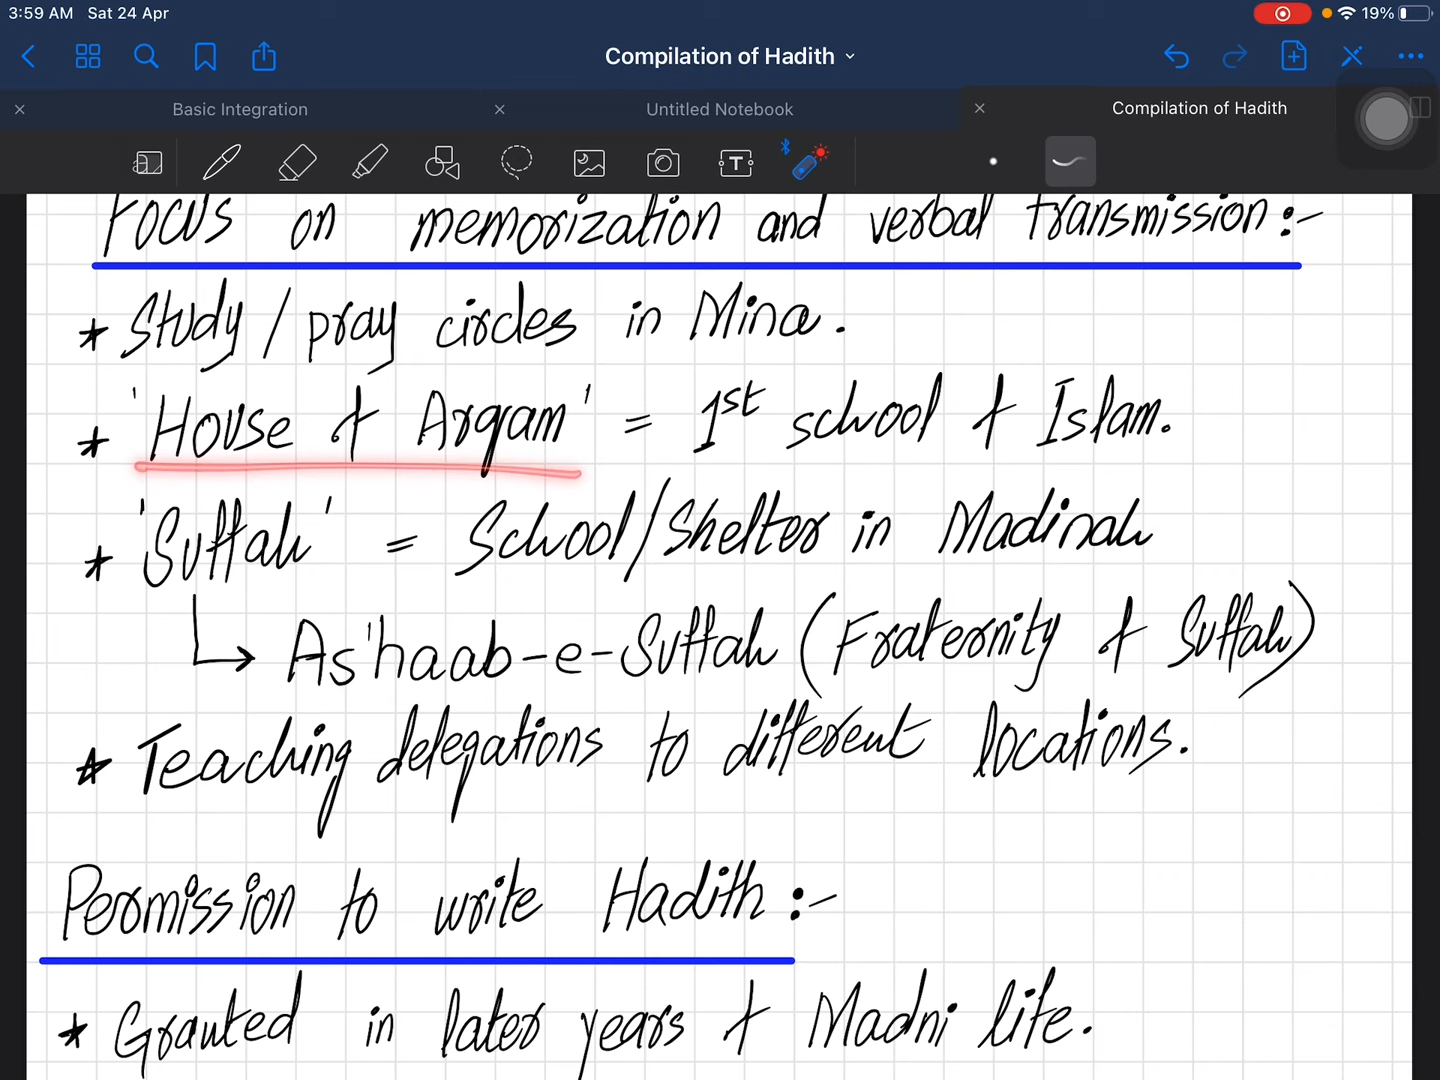 3:59 AM Sat 24 Apr 19%
Compilation of Hadith
Basic Integration Untitled Notebook Compilation of Hadith
T
Focus on memorization and verbal transmission:-
* Study / pray circles in Mina.
* 'House of Arqam' = 1st school of Islam.
* 'Suffah' = School/Shelter in Madinah
→ As'haab-e-Suffah (Fraternity of Suffah)
* Teaching delegations to different locations.
Permission to write Hadith:-
* Granted in later years of Madni life.